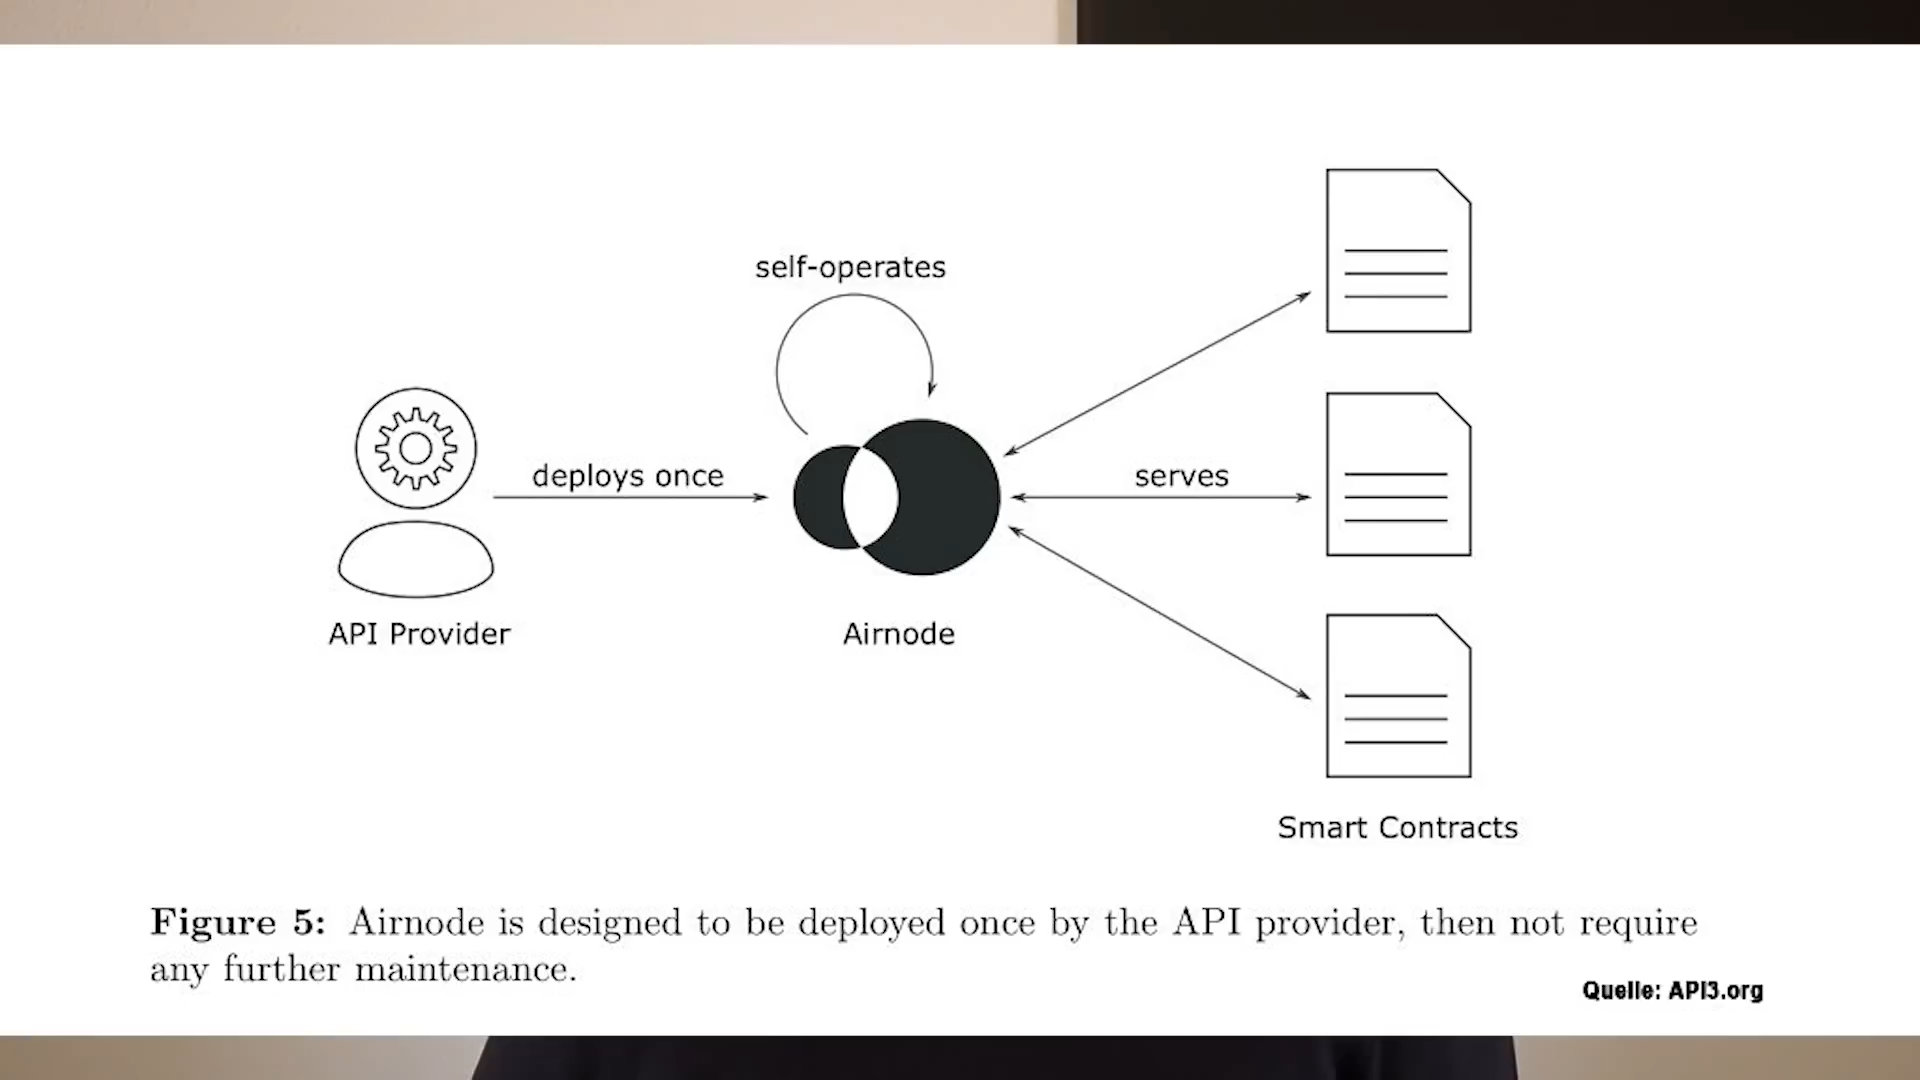 self-operates
deploys once
serves
API Provider
Airnode
Smart Contracts
Figure 5: Airnode is designed to be deployed once by the API provider, then not require
any further maintenance.
Quelle: API3.org